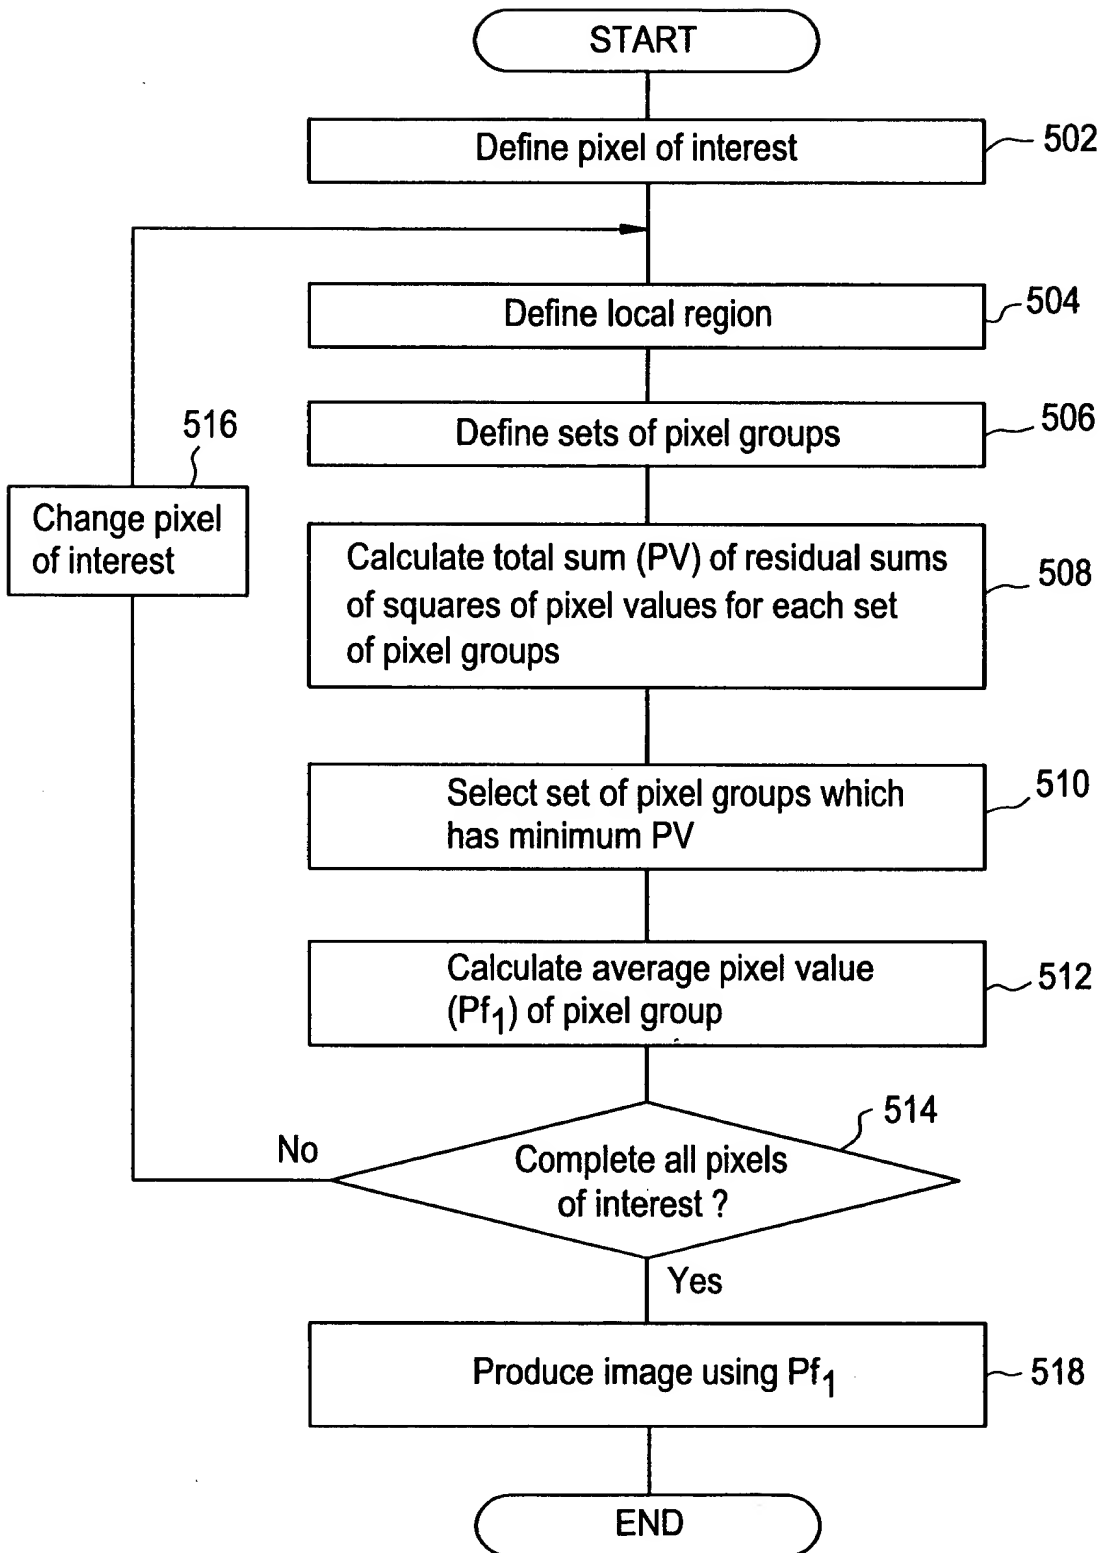 START
Define pixel of interest
502
Define local region
504
Define sets of pixel groups
506
516
Change pixel
of interest
Calculate total sum (PV) of residual sums
of squares of pixel values for each set
of pixel groups
508
Select set of pixel groups which
has minimum PV
510
Calculate average pixel value
(Pf1) of pixel group
512
514
No
Complete all pixels
of interest ?
Yes
Produce image using Pf1
518
END